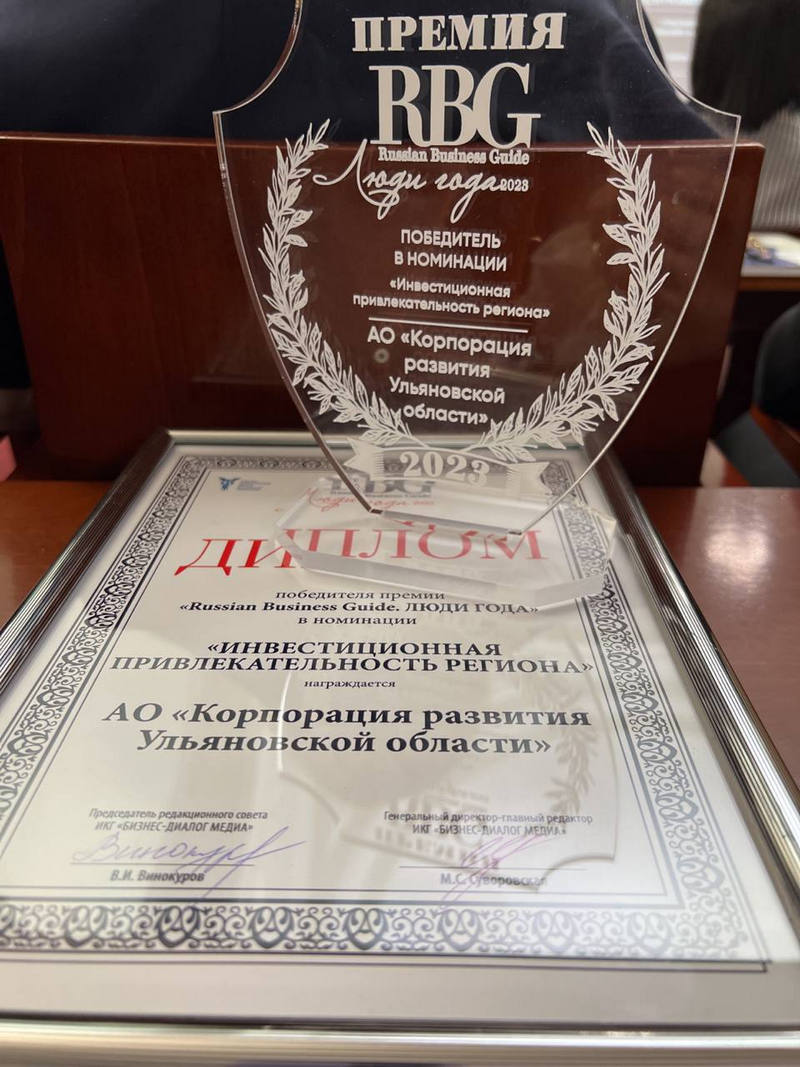 ПРЕМИЯ
RBG
Russian Business Guide
Люди года2023
ПОБЕДИТЕЛЬ
В НОМИНАЦИИ
«Инвестиционная
привлекательность региона»
АО «Корпорация
развития
Ульяновской
области»
2023
ДИПЛОМ
победителя премии
«Russian Business Guide. ЛЮДИ ГОДА»
в номинации
«ИНВЕСТИЦИОННАЯ
ПРИВЛЕКАТЕЛЬНОСТЬ РЕГИОНА»
награждается
АО «Корпорация развития
Ульяновской области»
Председатель редакционного совета
ИКГ «БИЗНЕС-ДИАЛОГ МЕДИА»
В.И. Винокуров
Генеральный директор-главный редактор
ИКГ «БИЗНЕС-ДИАЛОГ МЕДИА»
М.С. Суворовская